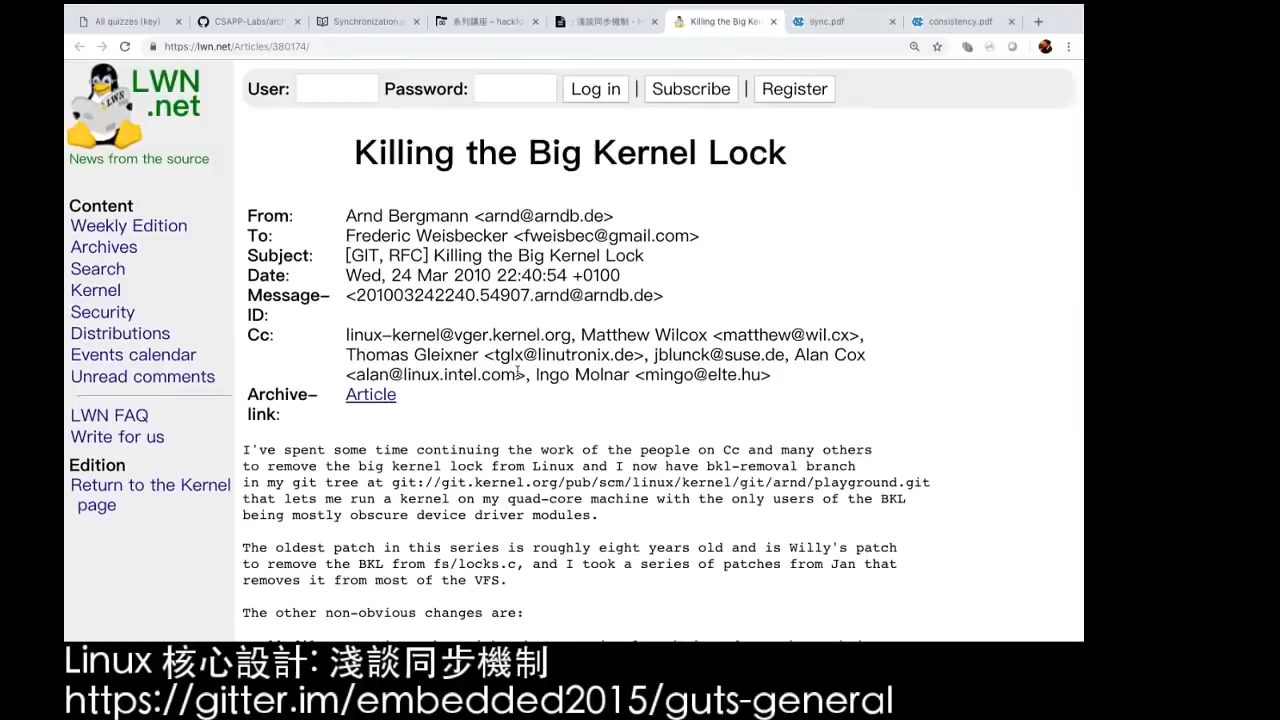 All quizzes (key)
CSAPP-Labs/arc
Synchronization
系列講座 - hackf
: 淺談同步機制 - H
Killing the Big Ker
sync.pdf
consistency.pdf
https://lwn.net/Articles/380174/
LWN
.net
News from the source
User:
Password:
Log in
|
Subscribe
|
Register
Killing the Big Kernel Lock
Content
Weekly Edition
Archives
Search
Kernel
Security
Distributions
Events calendar
Unread comments
LWN FAQ
Write for us
Edition
Return to the Kernel
page
From: Arnd Bergmann <arnd@arndb.de>
To: Frederic Weisbecker <fweisbec@gmail.com>
Subject: [GIT, RFC] Killing the Big Kernel Lock
Date: Wed, 24 Mar 2010 22:40:54 +0100
Message- <201003242240.54907.arnd@arndb.de>
ID:
Cc: linux-kernel@vger.kernel.org, Matthew Wilcox <matthew@wil.cx>,
Thomas Gleixner <tglx@linutronix.de>, jblunck@suse.de, Alan Cox
<alan@linux.intel.com>, Ingo Molnar <mingo@elte.hu>
Archive- Article
link:
I've spent some time continuing the work of the people on Cc and many others
to remove the big kernel lock from Linux and I now have bkl-removal branch
in my git tree at git://git.kernel.org/pub/scm/linux/kernel/git/arnd/playground.git
that lets me run a kernel on my quad-core machine with the only users of the BKL
being mostly obscure device driver modules.
The oldest patch in this series is roughly eight years old and is Willy's patch
to remove the BKL from fs/locks.c, and I took a series of patches from Jan that
removes it from most of the VFS.
The other non-obvious changes are:
Linux 核心設計: 淺談同步機制
https://gitter.im/embedded2015/guts-general